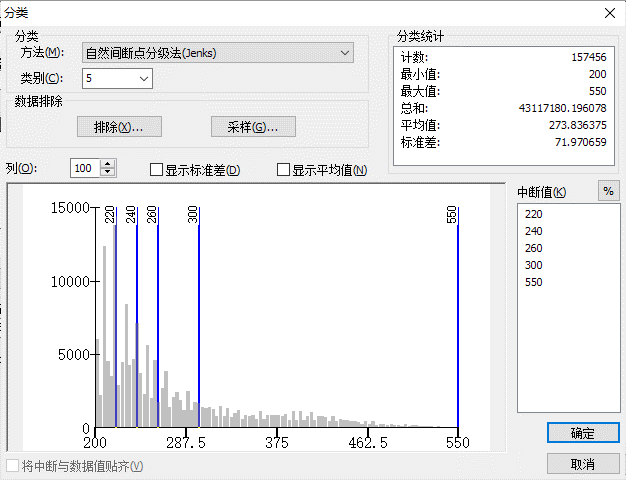 分类
分类
方法(M):
自然间断点分级法(Jenks)
类别(C):
5
数据排除
排除(X)...
采样(G)...
分类统计
计数: 157456
最小值: 200
最大值: 550
总和: 43117180.196078
平均值: 273.836375
标准差: 71.970659
列(O):
100
显示标准差(D)
显示平均值(N)
中断值(K)
%
220
240
260
300
550
15000
10000
5000
0
220
240
260
300
550
200
287.5
375
462.5
550
将中断与数据值贴齐(V)
确定
取消